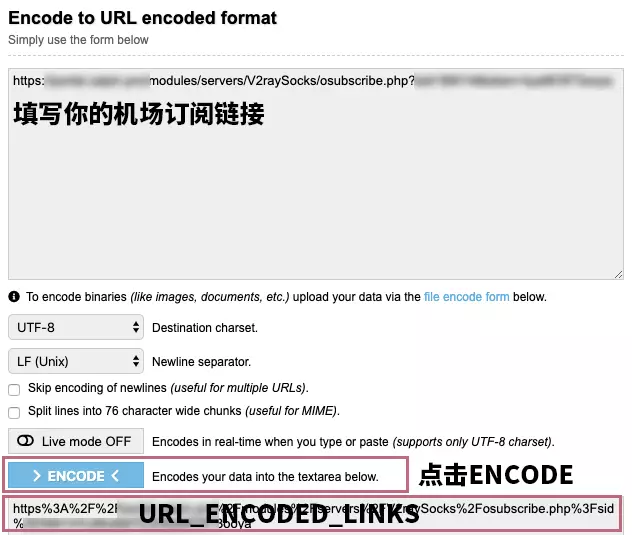 Encode to URL encoded format
Simply use the form below
https: modules/servers/V2raySocks/osubscribe.php?
填写你的机场订阅链接
To encode binaries (like images, documents, etc.) upload your data via the file encode form below.
UTF-8 Destination charset.
LF (Unix) Newline separator.
Skip encoding of newlines (useful for multiple URLs).
Split lines into 76 character wide chunks (useful for MIME).
Live mode OFF Encodes in real-time when you type or paste (supports only UTF-8 charset).
> ENCODE < Encodes your data into the textarea below. 点击ENCODE
https%3A%2F%2F %2Fmodules%2Fservers%2FV2raySocks%2Fosubscribe.php%3Fsid
URL_ENCODED_LINKS